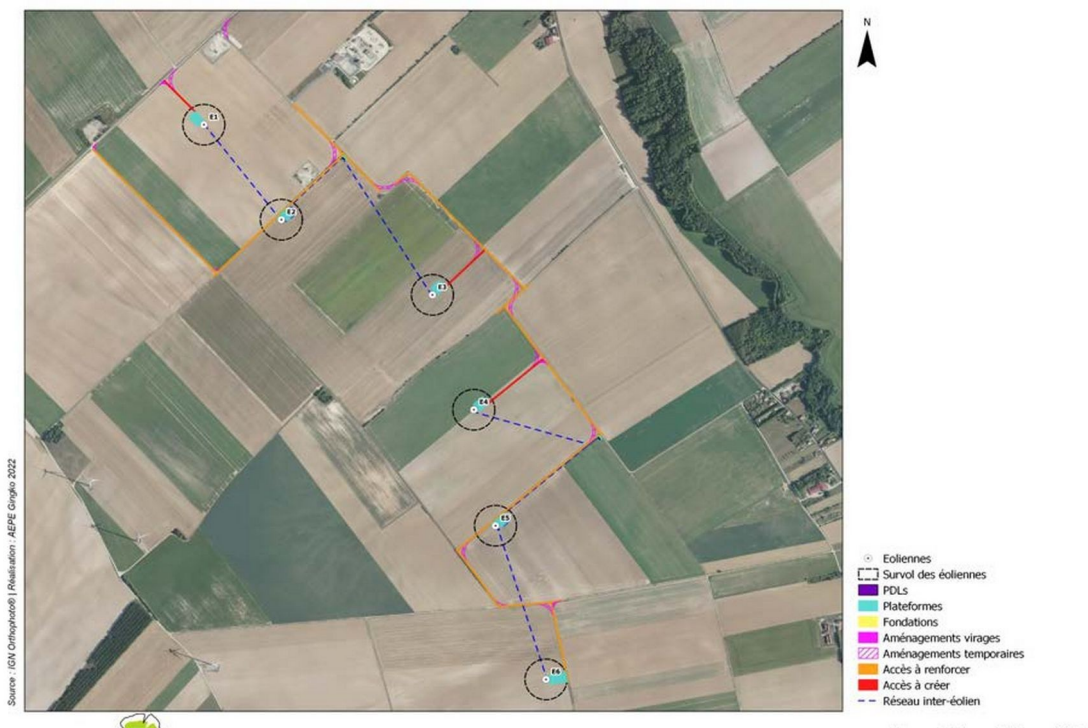 N
E1
E2
E3
E4
E5
E6
Eoliennes
Survol des éoliennes
PDLs
Plateformes
Fondations
Aménagements virages
Aménagements temporaires
Accès à renforcer
Accès à créer
Réseau inter-éolien
Source : IGN Orthophoto® | Réalisation : AEPE Gingko 2022